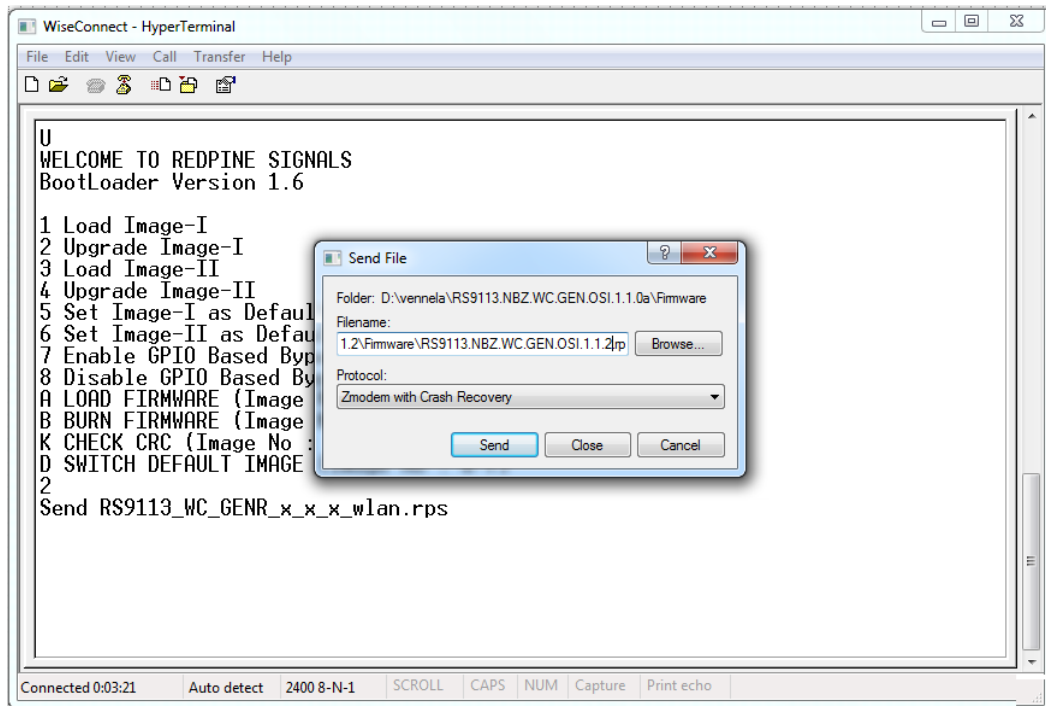 WiseConnect - HyperTerminal
File Edit View Call Transfer Help
U
WELCOME TO REDPINE SIGNALS
BootLoader Version 1.6
1 Load Image-I
2 Upgrade Image-I
3 Load Image-II
4 Upgrade Image-II
5 Set Image-I as Defaul
6 Set Image-II as Defau
7 Enable GPIO Based Byp
8 Disable GPIO Based By
A LOAD FIRMWARE (Image
B BURN FIRMWARE (Image
K CHECK CRC (Image No :
D SWITCH DEFAULT IMAGE
2
Send RS9113_WC_GENR_x_x_x_wlan.rps
Send File
Folder: D:\vennela\RS9113.NBZ.WC.GEN.OSI.1.1.0a\Firmware
Filename:
1.2\Firmware\RS9113.NBZ.WC.GEN.OSI.1.1.2.rp Browse...
Protocol:
Zmodem with Crash Recovery
Send Close Cancel
Connected 0:03:21 Auto detect 2400 8-N-1 SCROLL CAPS NUM Capture Print echo